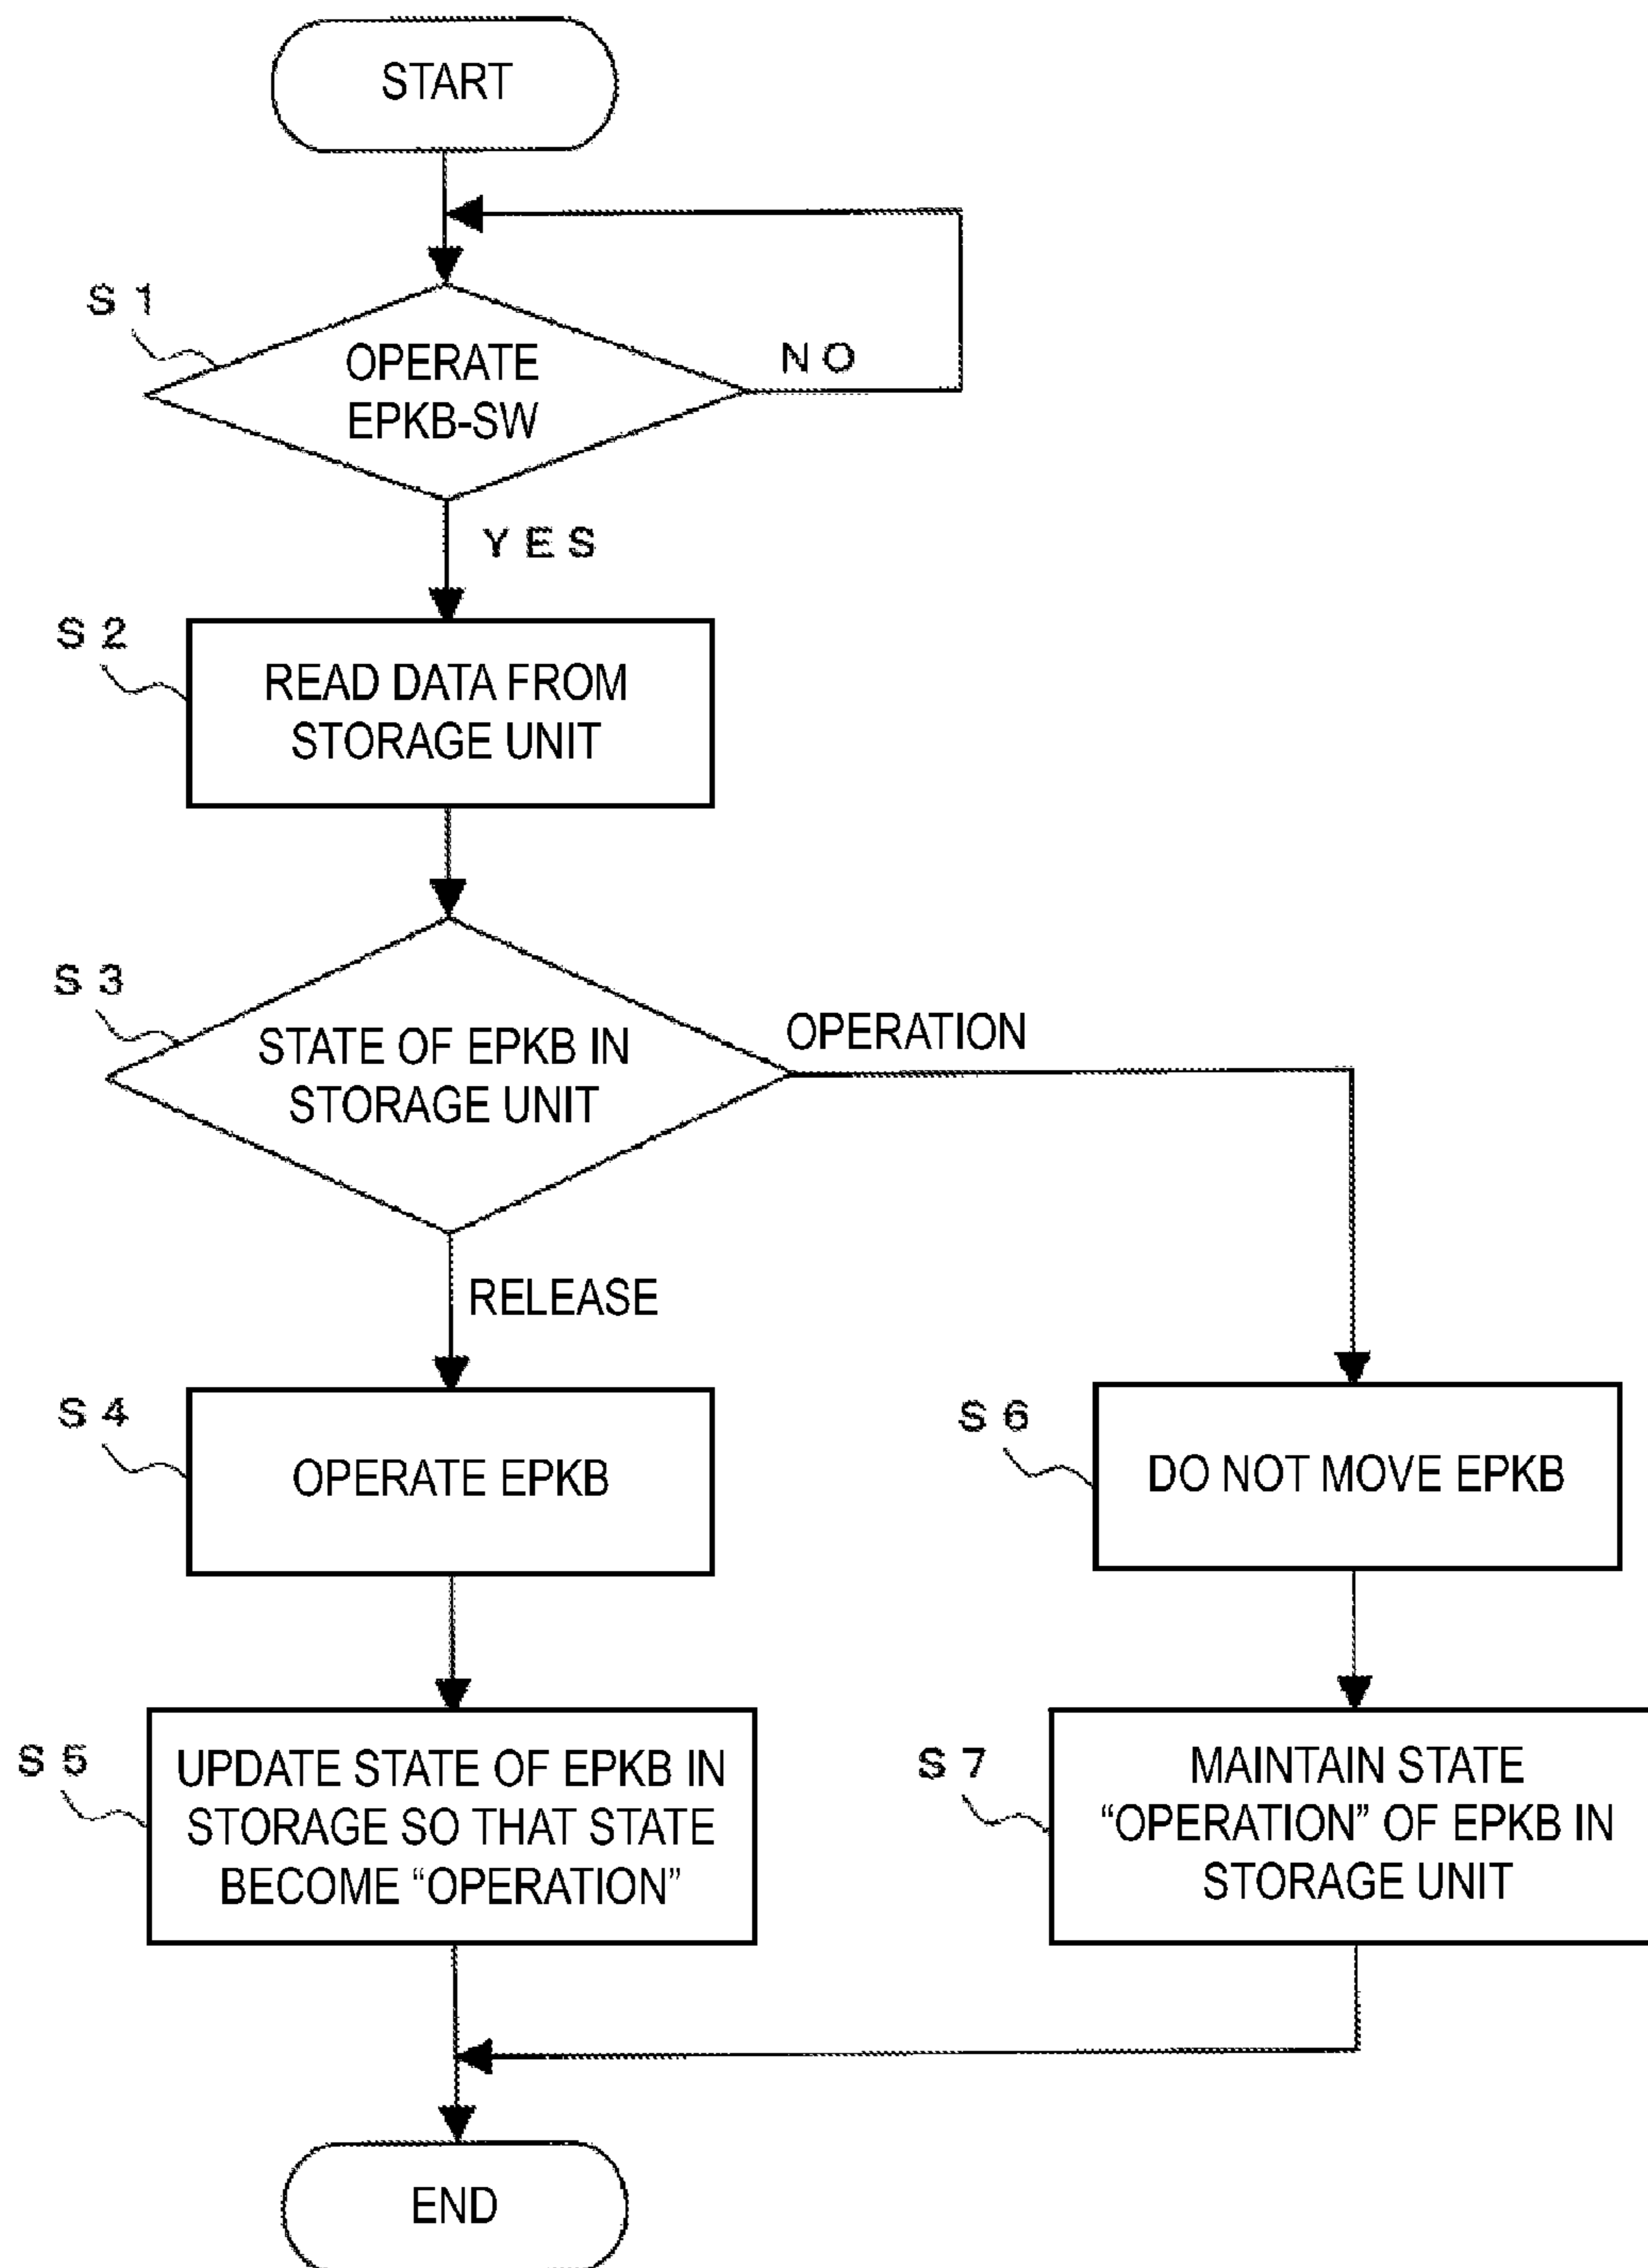 START
S 1
OPERATE
EPKB-SW
N O
Y E S
S 2
READ DATA FROM
STORAGE UNIT
S 3
STATE OF EPKB IN
STORAGE UNIT
OPERATION
RELEASE
S 4
OPERATE EPKB
S 6
DO NOT MOVE EPKB
S 5
UPDATE STATE OF EPKB IN
STORAGE SO THAT STATE
BECOME “OPERATION”
S 7
MAINTAIN STATE
“OPERATION” OF EPKB IN
STORAGE UNIT
END